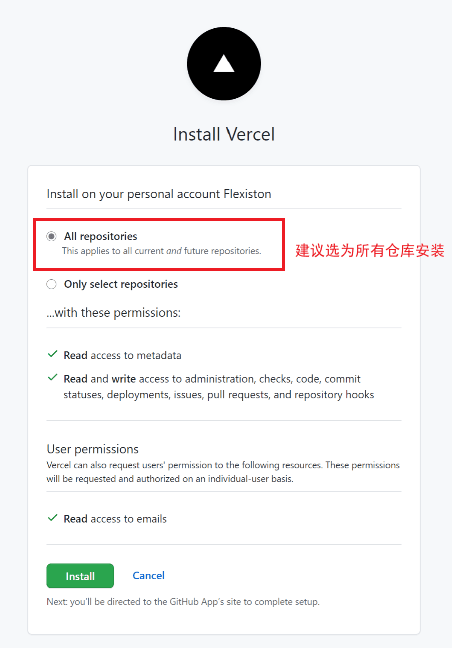 Install Vercel
Install on your personal account Flexiston
All repositories
This applies to all current and future repositories.
建议选为所有仓库安装
Only select repositories
...with these permissions:
Read access to metadata
Read and write access to administration, checks, code, commit
statuses, deployments, issues, pull requests, and repository hooks
User permissions
Vercel can also request users' permission to the following resources. These permissions
will be requested and authorized on an individual-user basis.
Read access to emails
Install Cancel
Next: you'll be directed to the GitHub App's site to complete setup.